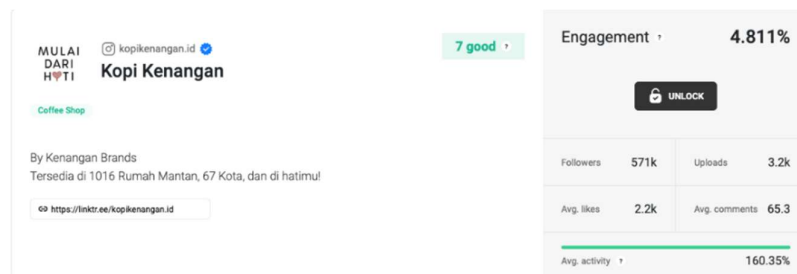 MULAI
DARI
H♥TI
kopikenangan.id
Kopi Kenangan
7 good ?
Coffee Shop
By Kenangan Brands
Tersedia di 1016 Rumah Mantan, 67 Kota, dan di hatimu!
https://linktr.ee/kopikenangan.id
Engagement ? 4.811%
UNLOCK
Followers 571k Uploads 3.2k
Avg. likes 2.2k Avg. comments 65.3
Avg. activity ? 160.35%